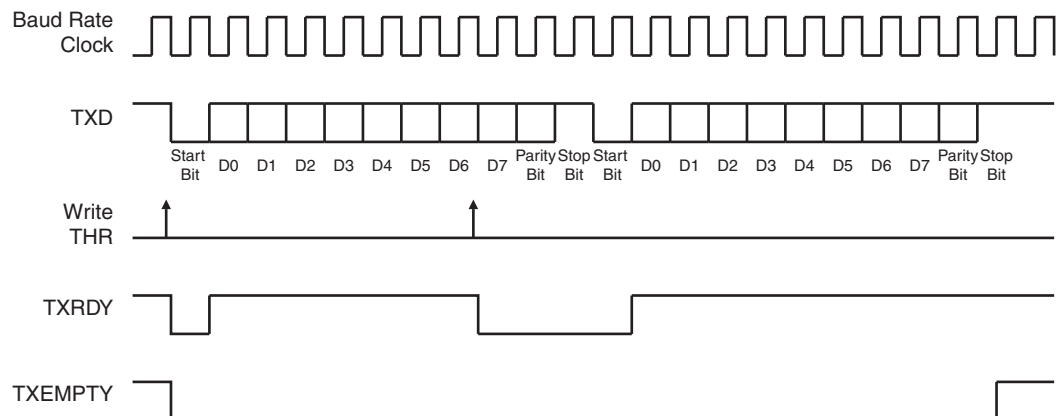 Baud Rate
Clock
TXD
Start
Bit
D0
D1
D2
D3
D4
D5
D6
D7
Parity
Bit
Stop
Bit
Start
Bit
D0
D1
D2
D3
D4
D5
D6
D7
Parity
Bit
Stop
Bit
Write
THR
TXRDY
TXEMPTY